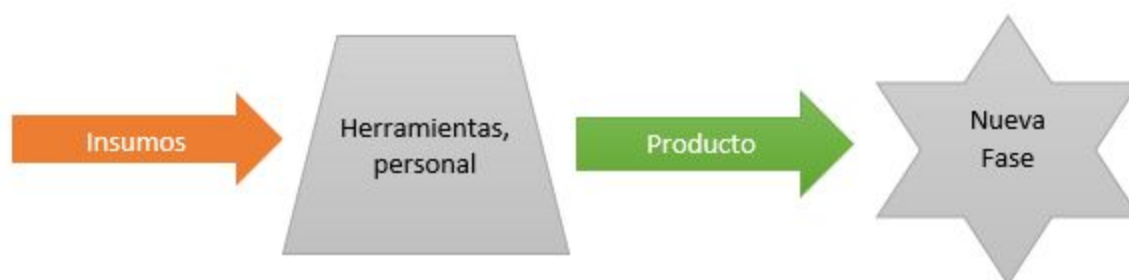 Insumos
Herramientas,
personal
Producto
Nueva
Fase